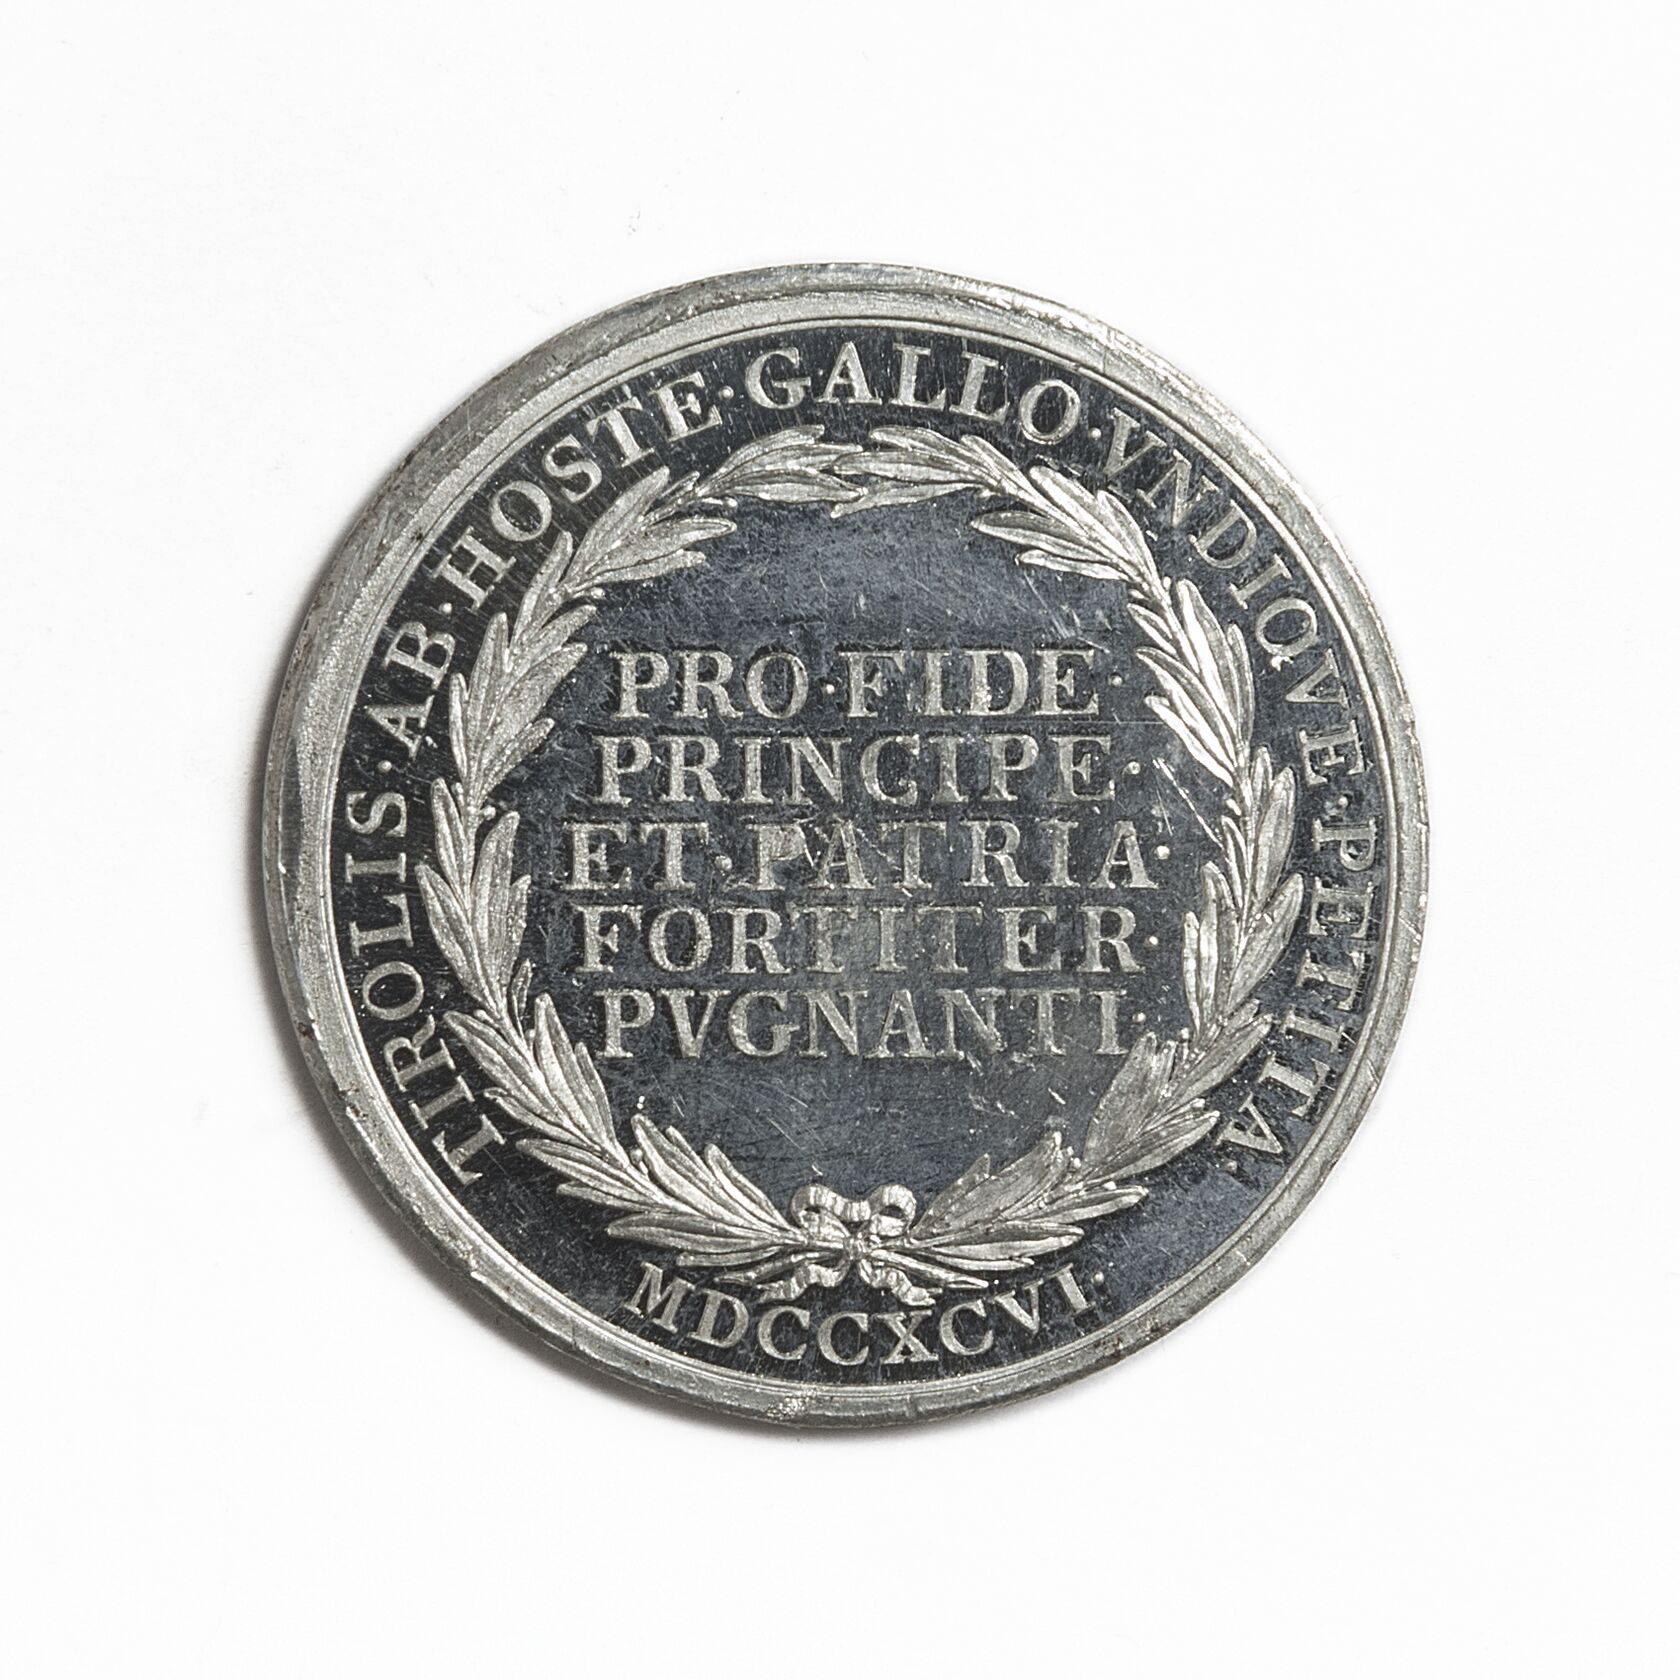 TIROLIS·AB·HOSTE·GALLO·VNDIQVE·PETITA·
PRO·FIDE·
PRINCIPE·
ET·PATRIA·
FORTITER·
PVGNANTI·
MDCCXCVI·